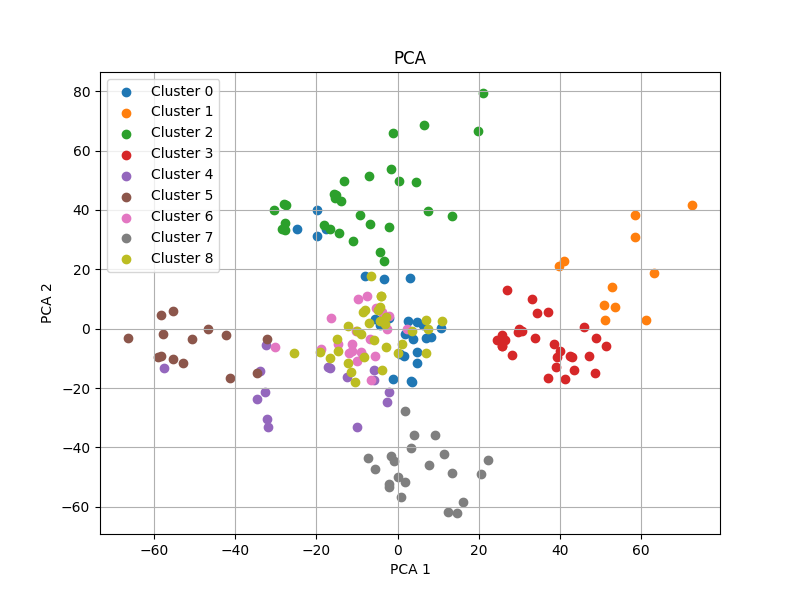 PCA
Cluster 0
Cluster 1
Cluster 2
Cluster 3
Cluster 4
Cluster 5
Cluster 6
Cluster 7
Cluster 8
80
60
40
20
0
−20
−40
−60
PCA 2
−60 −40 −20 0 20 40 60
PCA 1